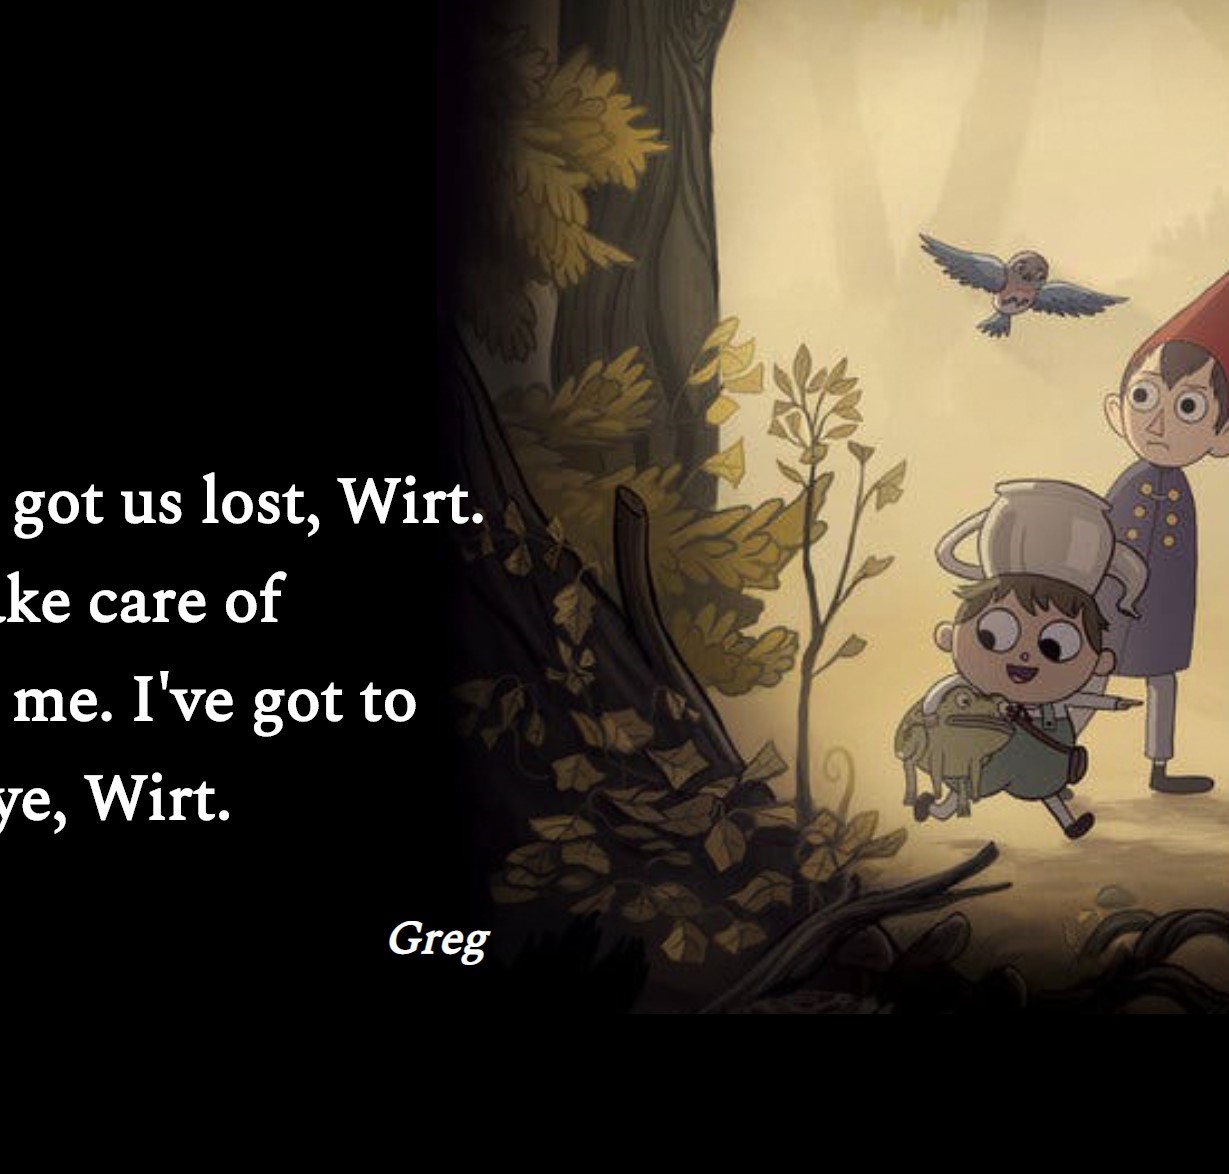 got us lost, Wirt.
ke care of
me. I've got to
ye, Wirt.
Greg